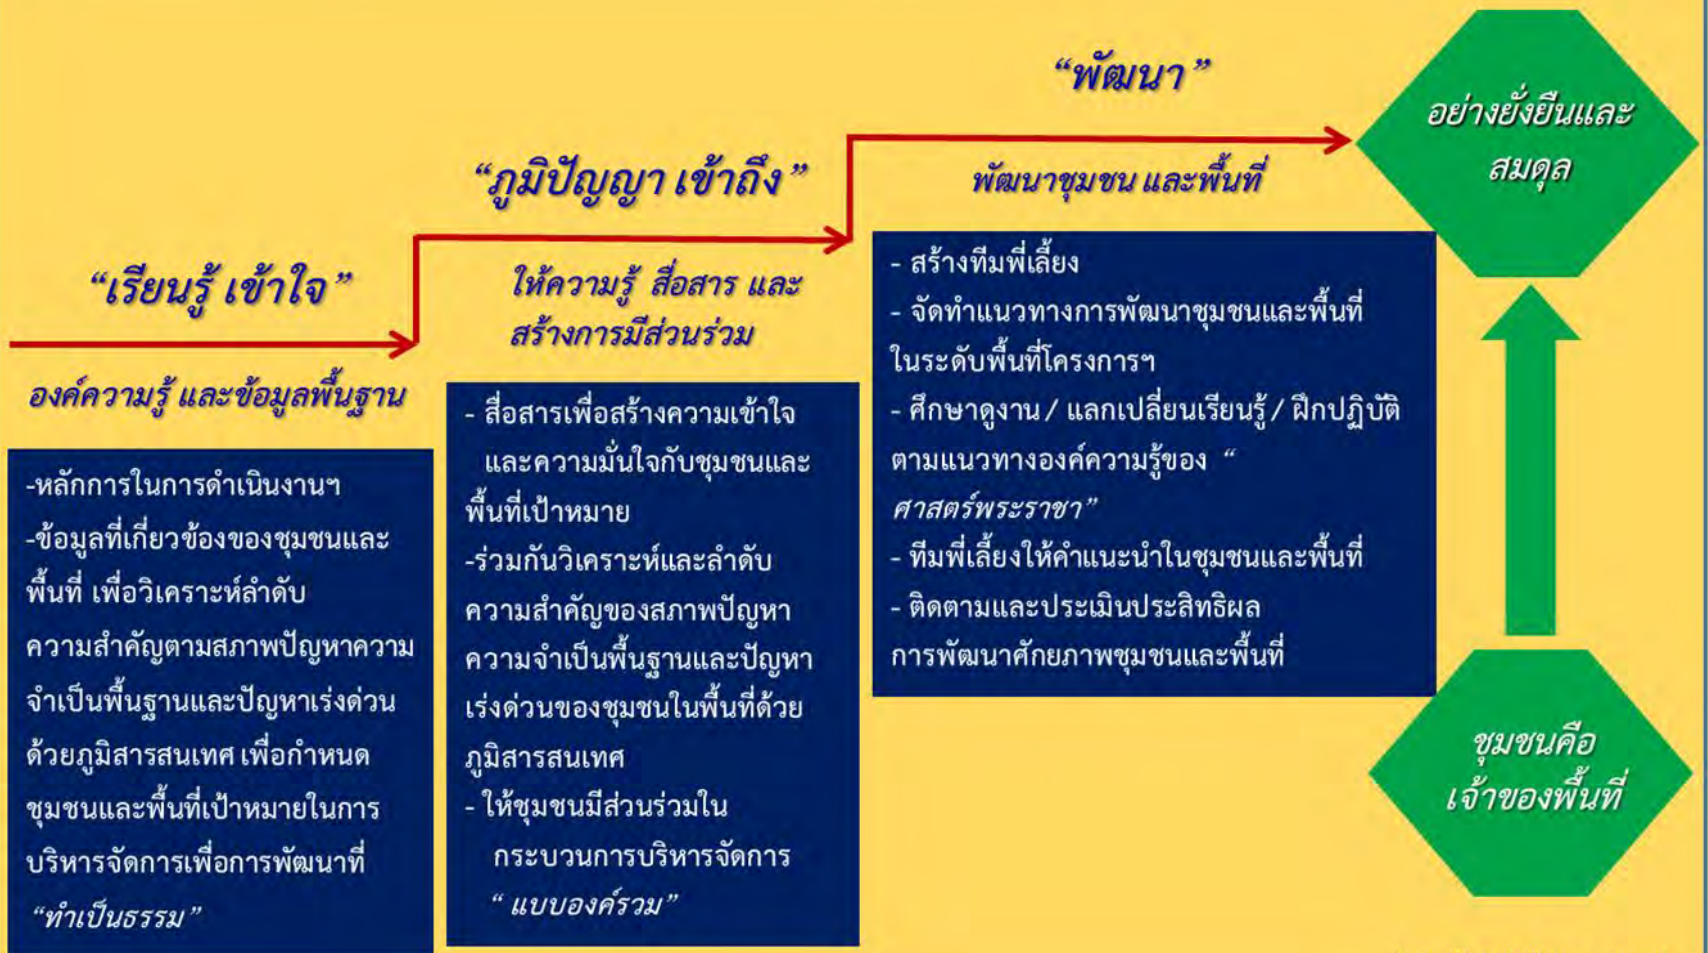 “เรียนรู้ เข้าใจ”
องค์ความรู้ และข้อมูลพื้นฐาน
-หลักการในการดำเนินงานฯ
-ข้อมูลที่เกี่ยวข้องของชุมชนและ
พื้นที่ เพื่อวิเคราะห์ลำดับ
ความสำคัญตามสภาพปัญหาความ
จำเป็นพื้นฐานและปัญหาเร่งด่วน
ด้วยภูมิสารสนเทศ เพื่อกำหนด
ชุมชนและพื้นที่เป้าหมายในการ
บริหารจัดการเพื่อการพัฒนาที่
“ทำเป็นธรรม”
“ภูมิปัญญา เข้าถึง”
ให้ความรู้ สื่อสาร และ
สร้างการมีส่วนร่วม
- สื่อสารเพื่อสร้างความเข้าใจ
และความมั่นใจกับชุมชนและ
พื้นที่เป้าหมาย
-ร่วมกันวิเคราะห์และลำดับ
ความสำคัญของสภาพปัญหา
ความจำเป็นพื้นฐานและปัญหา
เร่งด่วนของชุมชนในพื้นที่ด้วย
ภูมิสารสนเทศ
- ให้ชุมชนมีส่วนร่วมใน
กระบวนการบริหารจัดการ
“ แบบองค์รวม”
“พัฒนา”
พัฒนาชุมชน และพื้นที่
- สร้างทีมพี่เลี้ยง
- จัดทำแนวทางการพัฒนาชุมชนและพื้นที่
ในระดับพื้นที่โครงการฯ
- ศึกษาดูงาน / แลกเปลี่ยนเรียนรู้ / ฝึกปฏิบัติ
ตามแนวทางองค์ความรู้ของ “
ศาสตร์พระราชา”
- ทีมพี่เลี้ยงให้คำแนะนำในชุมชนและพื้นที่
- ติดตามและประเมินประสิทธิผล
การพัฒนาศักยภาพชุมชนและพื้นที่
อย่างยั่งยืนและ
สมดุล
ชุมชนคือ
เจ้าของพื้นที่